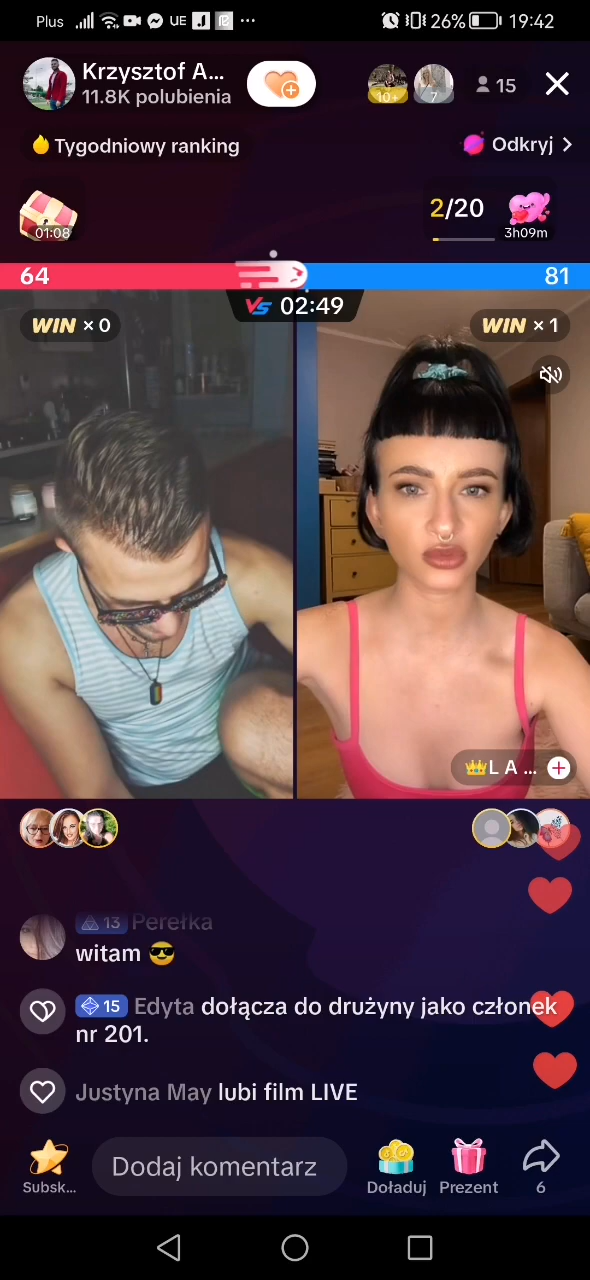 Plus UE 26% 19:42
Krzysztof A...
11.8K polubienia
10+ 7 15
Tygodniowy ranking
Odkryj >
2/20
01:08
3h09m
64 81
VS 02:49
WIN × 0
WIN × 1
L A ...
13 Perełka
witam 😎
15 Edyta dołącza do drużyny jako członek
nr 201.
Justyna May lubi film LIVE
Dodaj komentarz
Subsk... Doładuj Prezent 6